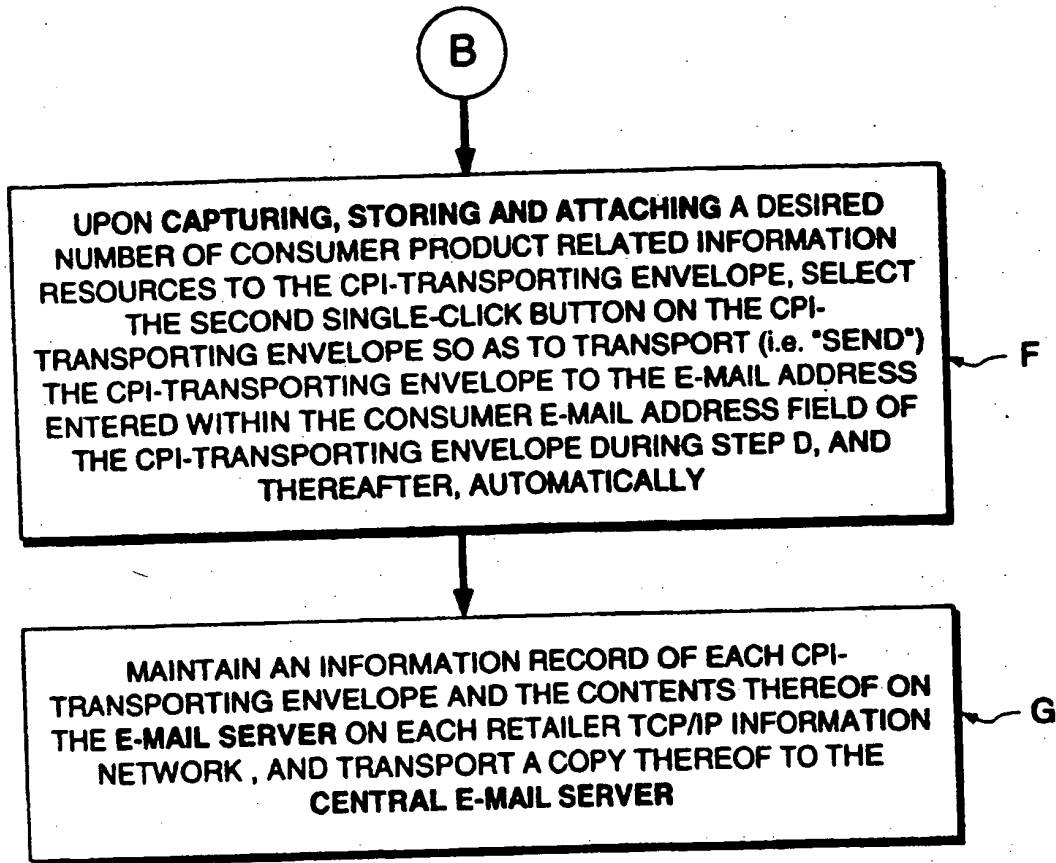 B
UPON CAPTURING, STORING AND ATTACHING A DESIRED
NUMBER OF CONSUMER PRODUCT RELATED INFORMATION
RESOURCES TO THE CPI-TRANSPORTING ENVELOPE, SELECT
THE SECOND SINGLE-CLICK BUTTON ON THE CPI-
TRANSPORTING ENVELOPE SO AS TO TRANSPORT (i.e. "SEND")
THE CPI-TRANSPORTING ENVELOPE TO THE E-MAIL ADDRESS
ENTERED WITHIN THE CONSUMER E-MAIL ADDRESS FIELD OF
THE CPI-TRANSPORTING ENVELOPE DURING STEP D, AND
THEREAFTER, AUTOMATICALLY
F
MAINTAIN AN INFORMATION RECORD OF EACH CPI-
TRANSPORTING ENVELOPE AND THE CONTENTS THEREOF ON
THE E-MAIL SERVER ON EACH RETAILER TCP/IP INFORMATION
NETWORK , AND TRANSPORT A COPY THEREOF TO THE
CENTRAL E-MAIL SERVER
G